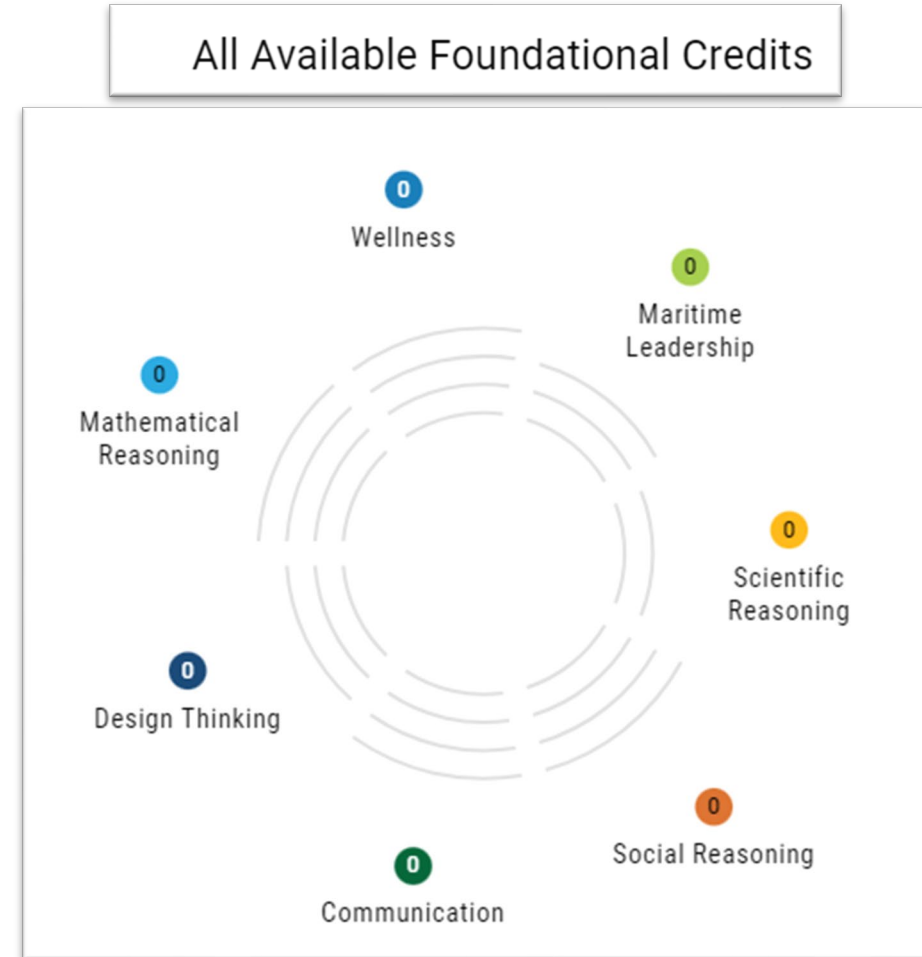 All Available Foundational Credits
0
Wellness
0
Maritime
Leadership
0
Mathematical
Reasoning
0
Scientific
Reasoning
0
Design Thinking
0
Social Reasoning
0
Communication